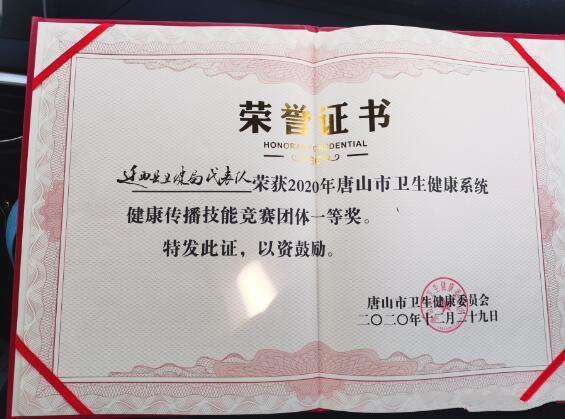 荣誉证书
HONORARY CREDENTIAL
迁西县卫健局代表队荣获2020年唐山市卫生健康系统
健康传播技能竞赛团体一等奖。
特发此证，以资鼓励。
唐山市卫生健康委员会
二〇二〇年十二月二十九日